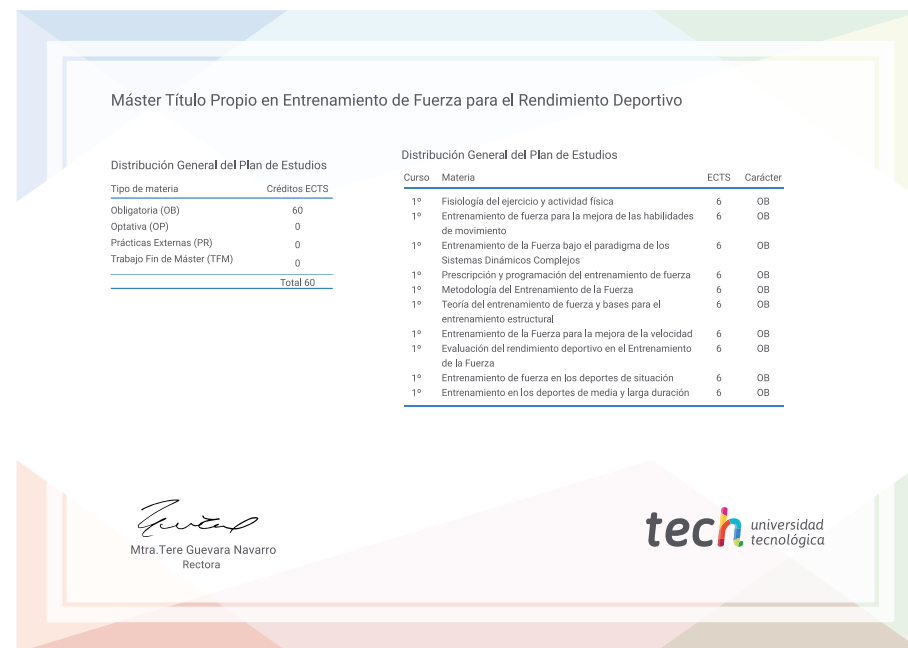 Máster Título Propio en Entrenamiento de Fuerza para el Rendimiento Deportivo
Distribución General del Plan de Estudios
Tipo de materia Créditos ECTS
Obligatoria (OB) 60
Optativa (OP) 0
Prácticas Externas (PR) 0
Trabajo Fin de Máster (TFM) 0
Total 60
Distribución General del Plan de Estudios
Curso Materia ECTS Carácter
1º Fisiología del ejercicio y actividad física 6 OB
1º Entrenamiento de fuerza para la mejora de las habilidades 6 OB
de movimiento
1º Entrenamiento de la Fuerza bajo el paradigma de los 6 OB
Sistemas Dinámicos Complejos
1º Prescripción y programación del entrenamiento de fuerza 6 OB
1º Metodología del Entrenamiento de la Fuerza 6 OB
1º Teoría del entrenamiento de fuerza y bases para el 6 OB
entrenamiento estructural
1º Entrenamiento de la Fuerza para la mejora de la velocidad 6 OB
1º Evaluación del rendimiento deportivo en el Entrenamiento 6 OB
de la Fuerza
1º Entrenamiento de fuerza en los deportes de situación 6 OB
1º Entrenamiento en los deportes de media y larga duración 6 OB
Mtra.Tere Guevara Navarro
Rectora
tech universidad
tecnológica